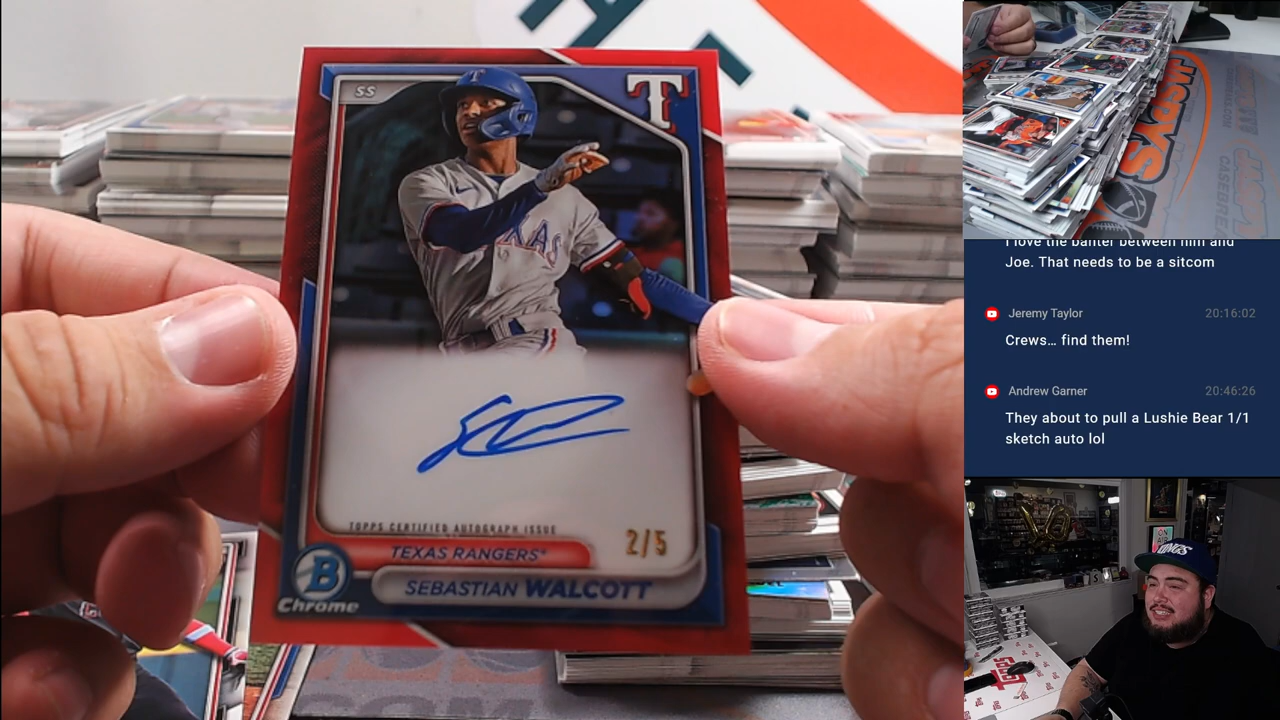 SS
T
TEXAS
TOPPS CERTIFIED AUTOGRAPH ISSUE
2/5
TEXAS RANGERS
SEBASTIAN WALCOTT
B
Chrome
I love the banter between him and
Joe. That needs to be a sitcom
Jeremy Taylor 20:16:02
Crews… find them!
Andrew Garner 20:46:26
They about to pull a Lushie Bear 1/1
sketch auto lol
KINGS